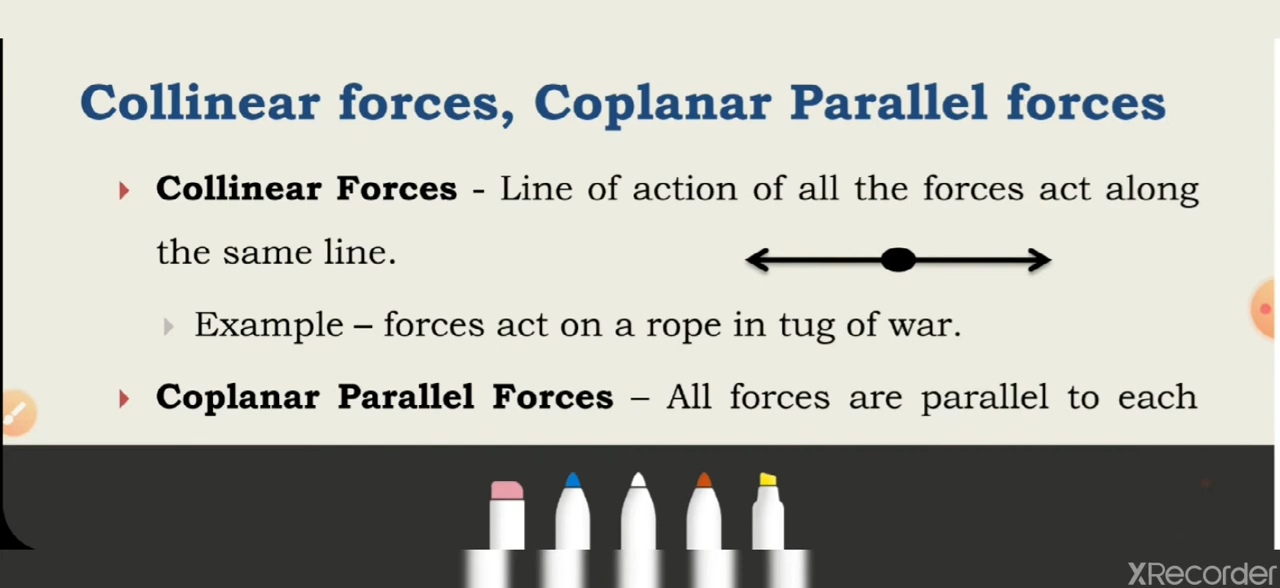 Collinear forces, Coplanar Parallel forces
Collinear Forces - Line of action of all the forces act along
the same line.
Example – forces act on a rope in tug of war.
Coplanar Parallel Forces – All forces are parallel to each
XRecorder